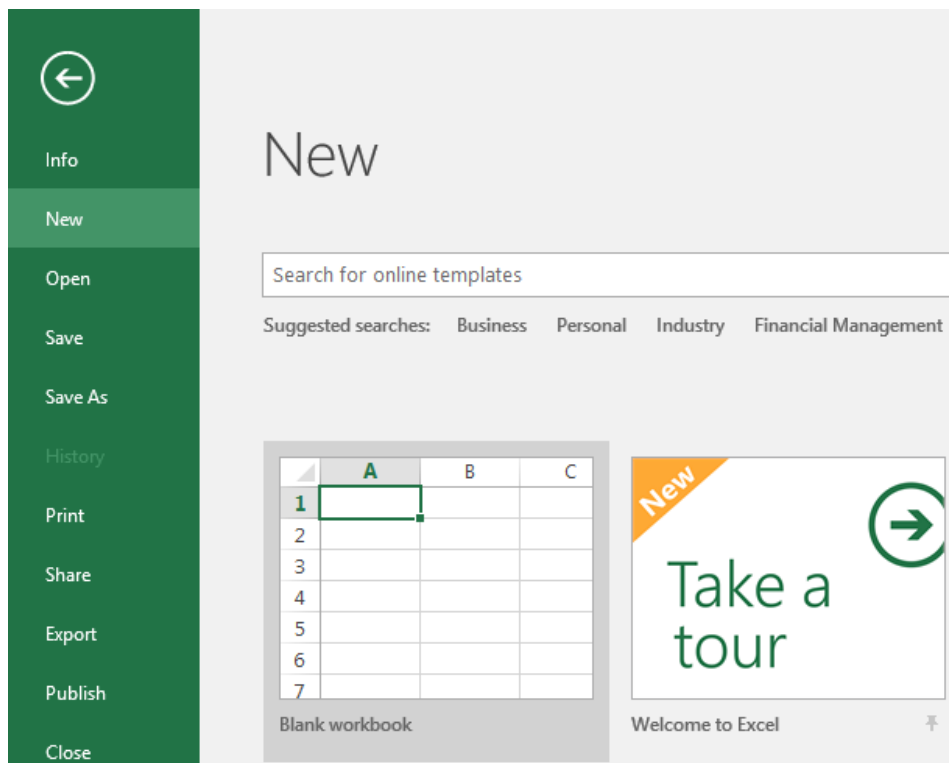 Info
New
Open
Save
Save As
History
Print
Share
Export
Publish
Close
New
Search for online templates
Suggested searches: Business Personal Industry Financial Management
A B C
1
2
3
4
5
6
7
Blank workbook
New
Take a
tour
Welcome to Excel